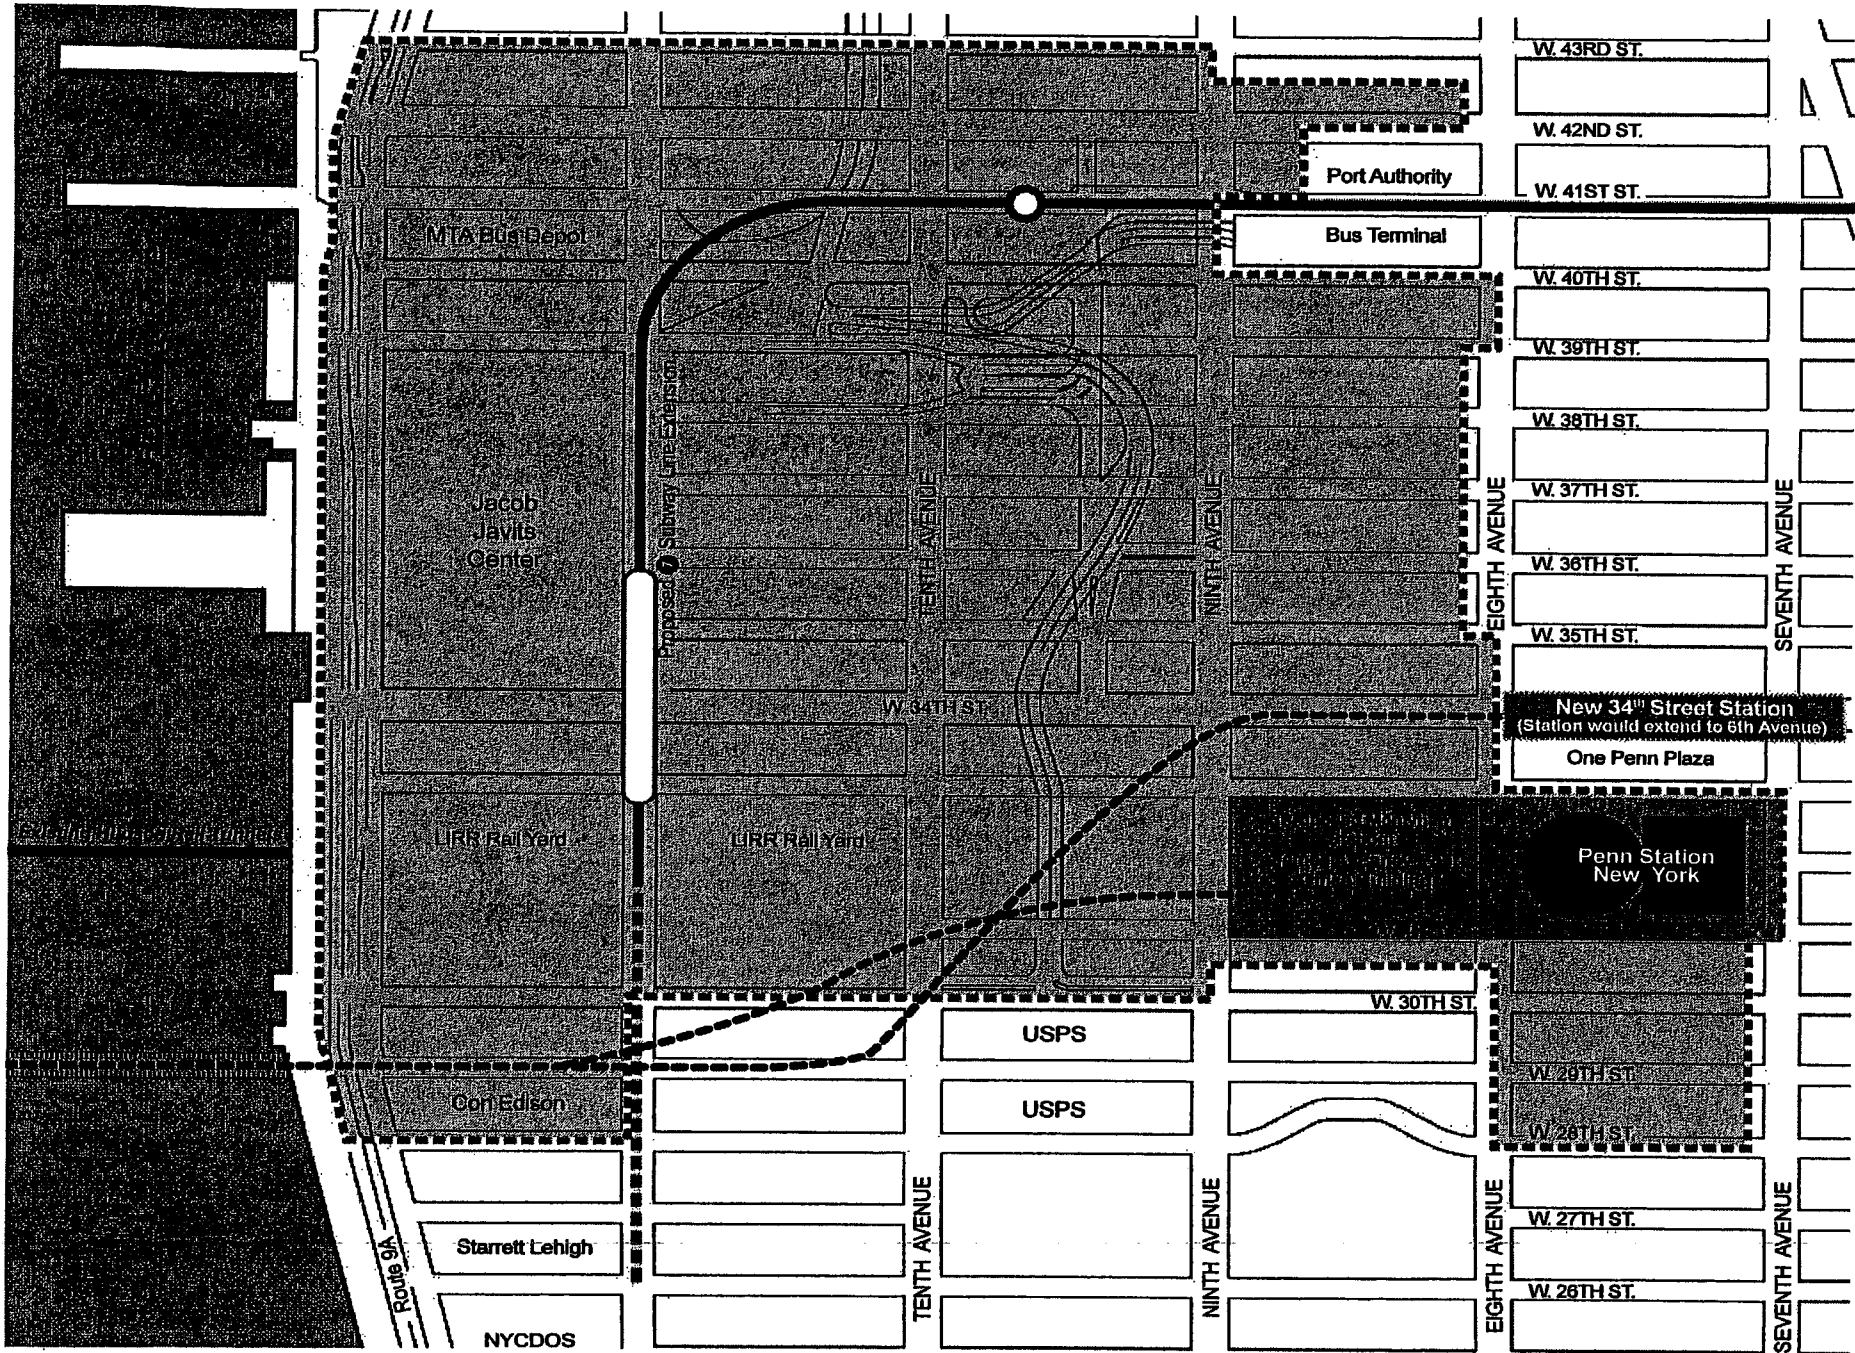 W. 43RD ST.
W. 42ND ST.
Port Authority
W. 41ST ST.
MTA Bus Depot
Bus Terminal
W. 40TH ST.
W. 39TH ST.
W. 38TH ST.
Proposed 7 Subway Line Extension
Jacob
Javits
Center
TENTH AVENUE
NINTH AVENUE
EIGHTH AVENUE
SEVENTH AVENUE
W. 37TH ST.
W. 36TH ST.
W. 35TH ST.
W. 34TH ST.
New 34th Street Station
(Station would extend to 6th Avenue)
One Penn Plaza
LIRR Rail Yard
LIRR Rail Yard
Penn Station
New York
W. 30TH ST.
USPS
W. 29TH ST.
Con Edison
USPS
W. 28TH ST.
TENTH AVENUE
NINTH AVENUE
EIGHTH AVENUE
SEVENTH AVENUE
W. 27TH ST.
Starrett Lehigh
Route 9A
W. 26TH ST.
NYCDOS